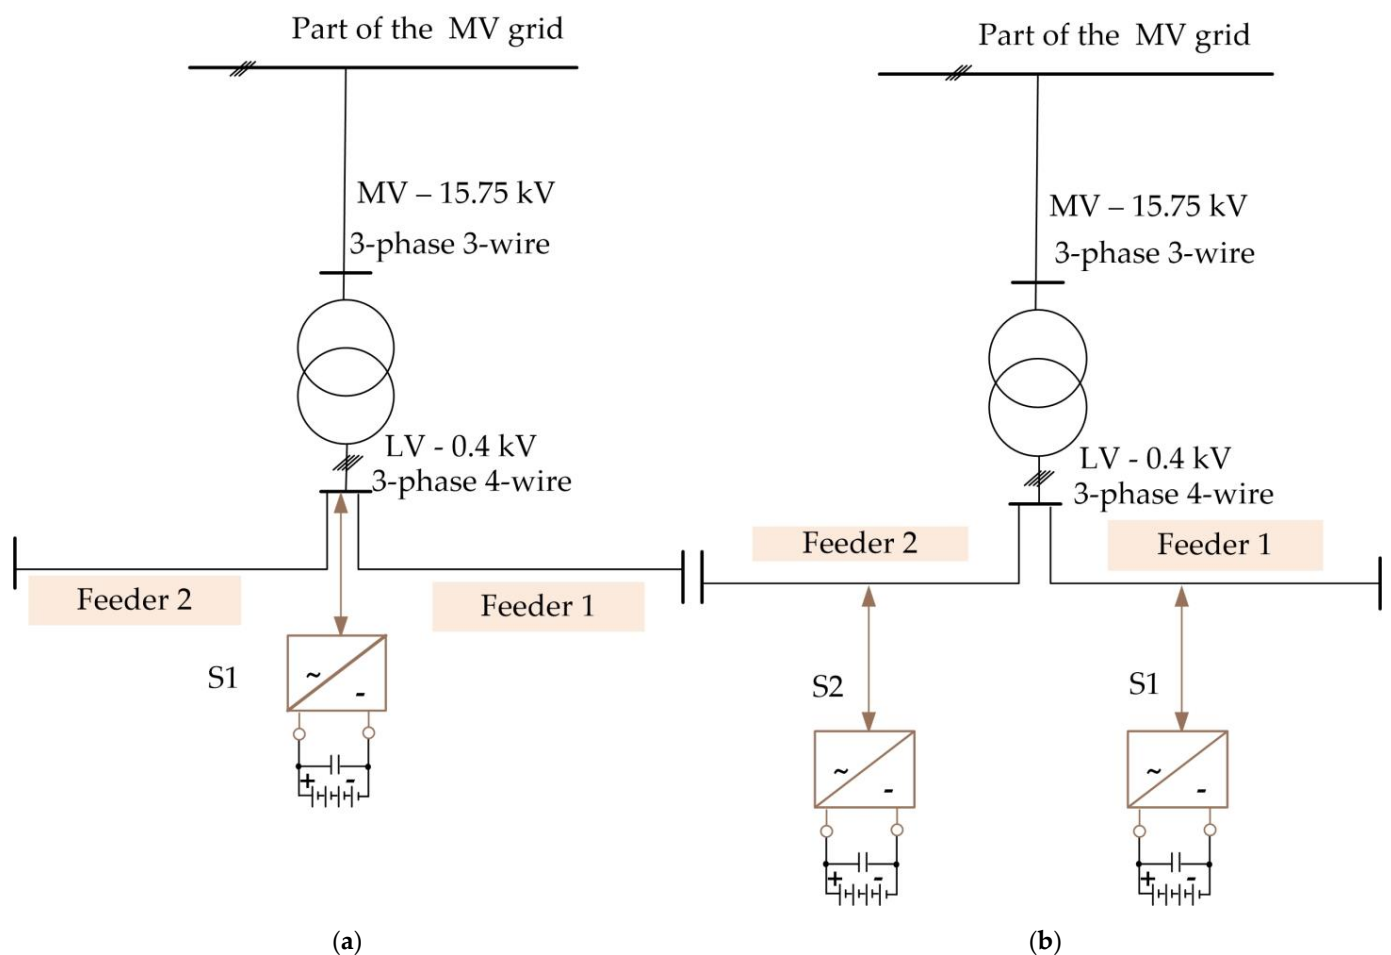 Part of the MV grid
MV – 15.75 kV
3-phase 3-wire
LV - 0.4 kV
3-phase 4-wire
Feeder 2
Feeder 1
S1
~
-
+ -
(a)
Part of the MV grid
MV – 15.75 kV
3-phase 3-wire
LV - 0.4 kV
3-phase 4-wire
Feeder 2
Feeder 1
S2
S1
~
-
~
-
+ -
+ -
(b)